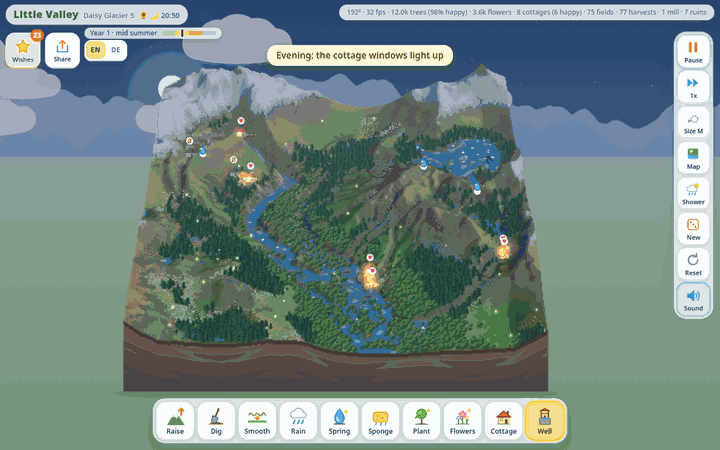 Little Valley Daisy Glacier 5 20:50
192² · 32 fps · 12.0k trees (98% happy) · 3.6k flowers · 8 cottages (6 happy) · 75 fields · 77 harvests · 1 mill · 7 ruins
Year 1 · mid summer
23
Wishes
Share
EN
DE
Evening: the cottage windows light up
Pause
1x
Size M
Map
Shower
New
Reset
Sound
Raise
Dig
Smooth
Rain
Spring
Sponge
Plant
Flowers
Cottage
Well